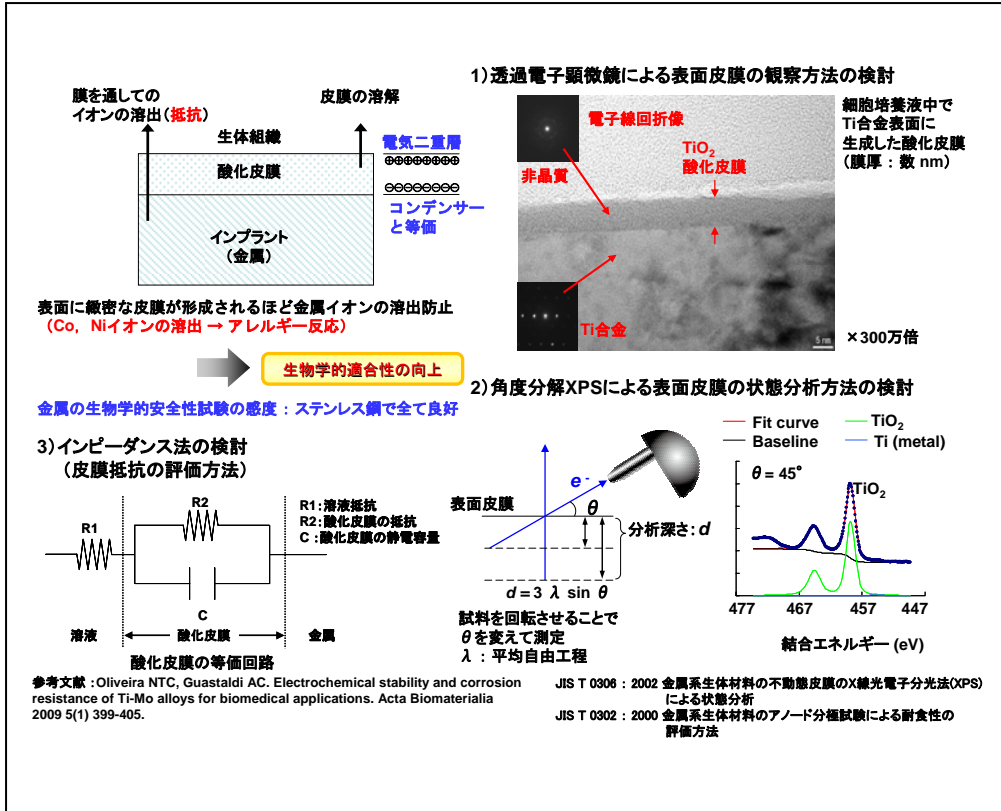 膜を通しての
イオンの溶出(抵抗)
皮膜の溶解
生体組織
酸化皮膜
電気二重層
⊕⊕⊕⊕⊕⊕⊕⊕
⊖⊖⊖⊖⊖⊖⊖⊖
コンデンサー
と等価
インプラント
(金属)
表面に緻密な皮膜が形成されるほど金属イオンの溶出防止
(Co, Niイオンの溶出 → アレルギー反応)
生物学的適合性の向上
金属の生物学的安全性試験の感度:ステンレス鋼で全て良好
1)透過電子顕微鏡による表面皮膜の観察方法の検討
電子線回折像
非晶質
TiO2
酸化皮膜
Ti合金
5 nm
細胞培養液中で
Ti合金表面に
生成した酸化皮膜
(膜厚:数 nm)
×300万倍
2)角度分解XPSによる表面皮膜の状態分析方法の検討
e-
表面皮膜
θ
分析深さ:d
d = 3 λ sin θ
試料を回転させることで
θを変えて測定
λ:平均自由工程
Fit curve
TiO2
Baseline
Ti (metal)
θ = 45°
TiO2
477 467 457 447
結合エネルギー (eV)
3)インピーダンス法の検討
(皮膜抵抗の評価方法)
R1
R2
C
R1:溶液抵抗
R2:酸化皮膜の抵抗
C :酸化皮膜の静電容量
溶液
酸化皮膜
金属
酸化皮膜の等価回路
参考文献:Oliveira NTC, Guastaldi AC. Electrochemical stability and corrosion
resistance of Ti-Mo alloys for biomedical applications. Acta Biomaterialia
2009 5(1) 399-405.
JIS T 0306:2002 金属系生体材料の不動態皮膜のX線光電子分光法(XPS)
による状態分析
JIS T 0302:2000 金属系生体材料のアノード分極試験による耐食性の
評価方法